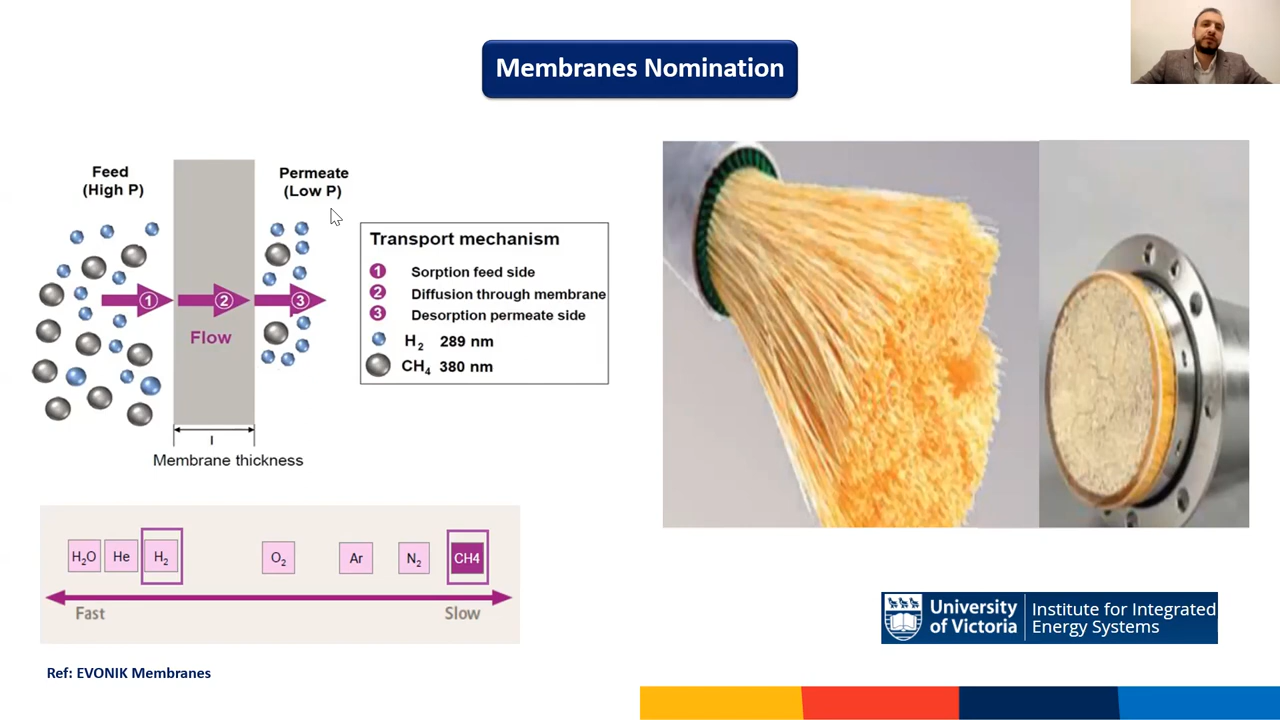 Membranes Nomination
Feed
(High P)
Permeate
(Low P)
1
2
3
Flow
l
Membrane thickness
Transport mechanism
1 Sorption feed side
2 Diffusion through membrane
3 Desorption permeate side
H₂ 289 nm
CH₄ 380 nm
H₂O He H₂ O₂ Ar N₂ CH4
Fast Slow
Ref: EVONIK Membranes
University
of Victoria
Institute for Integrated
Energy Systems